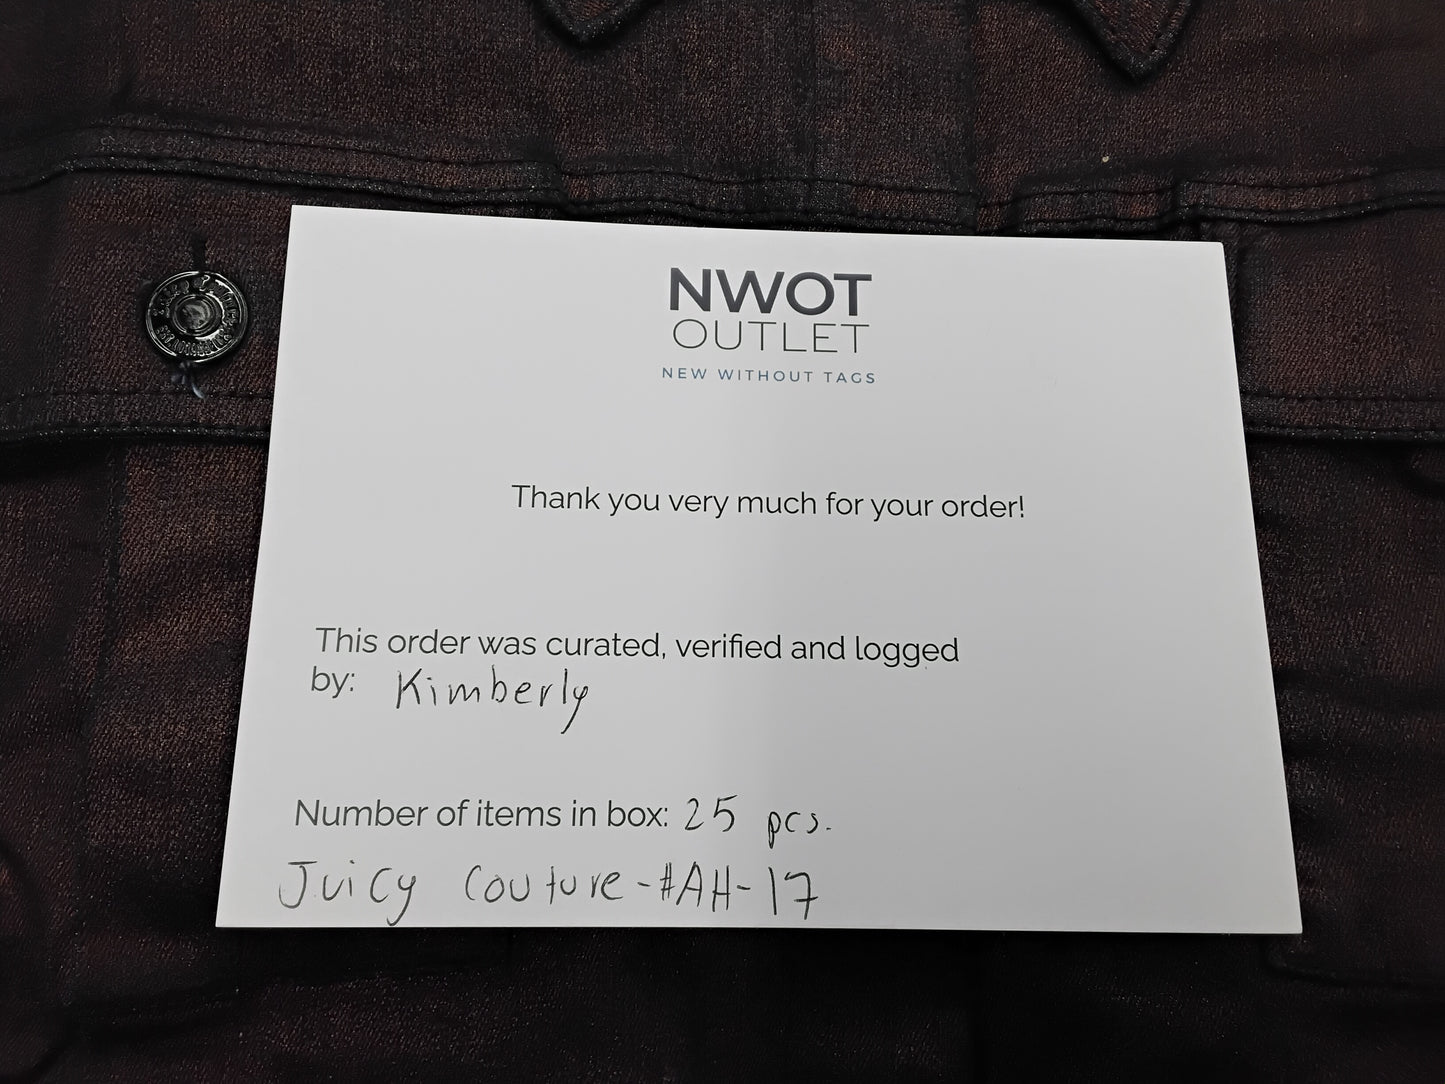 NWOT
OUTLET
NEW WITHOUT TAGS
Thank you very much for your order!
This order was curated, verified and logged
by: Kimberly
Number of items in box: 25 pcs.
Juicy Couture - #AH-17